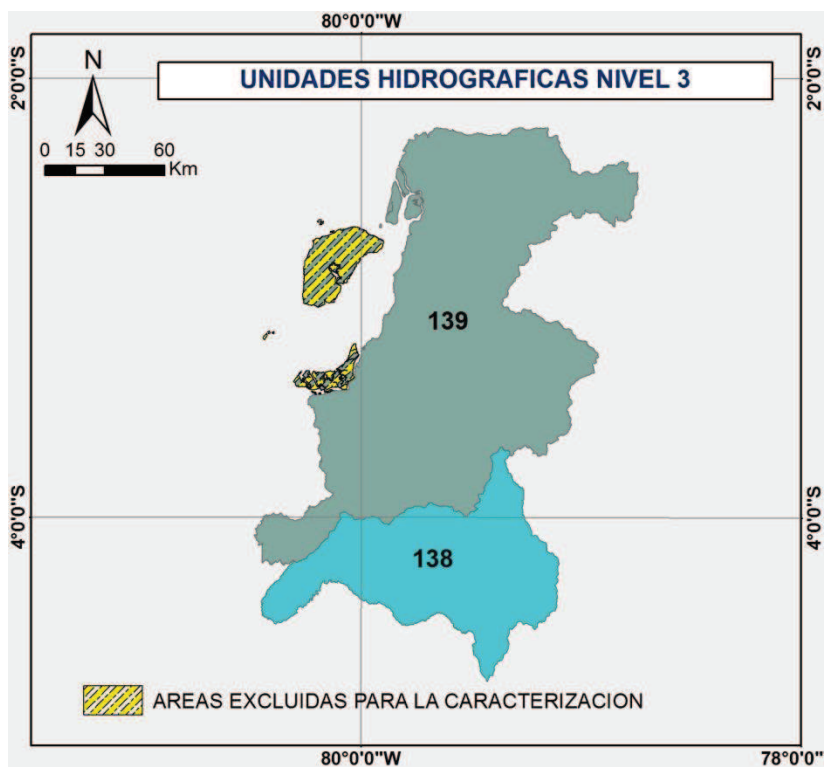 80°0'0"W
2°0'0"S
2°0'0"S
N
UNIDADES HIDROGRAFICAS NIVEL 3
0 15 30 60
Km
139
4°0'0"S
4°0'0"S
138
AREAS EXCLUIDAS PARA LA CARACTERIZACION
80°0'0"W
78°0'0"W